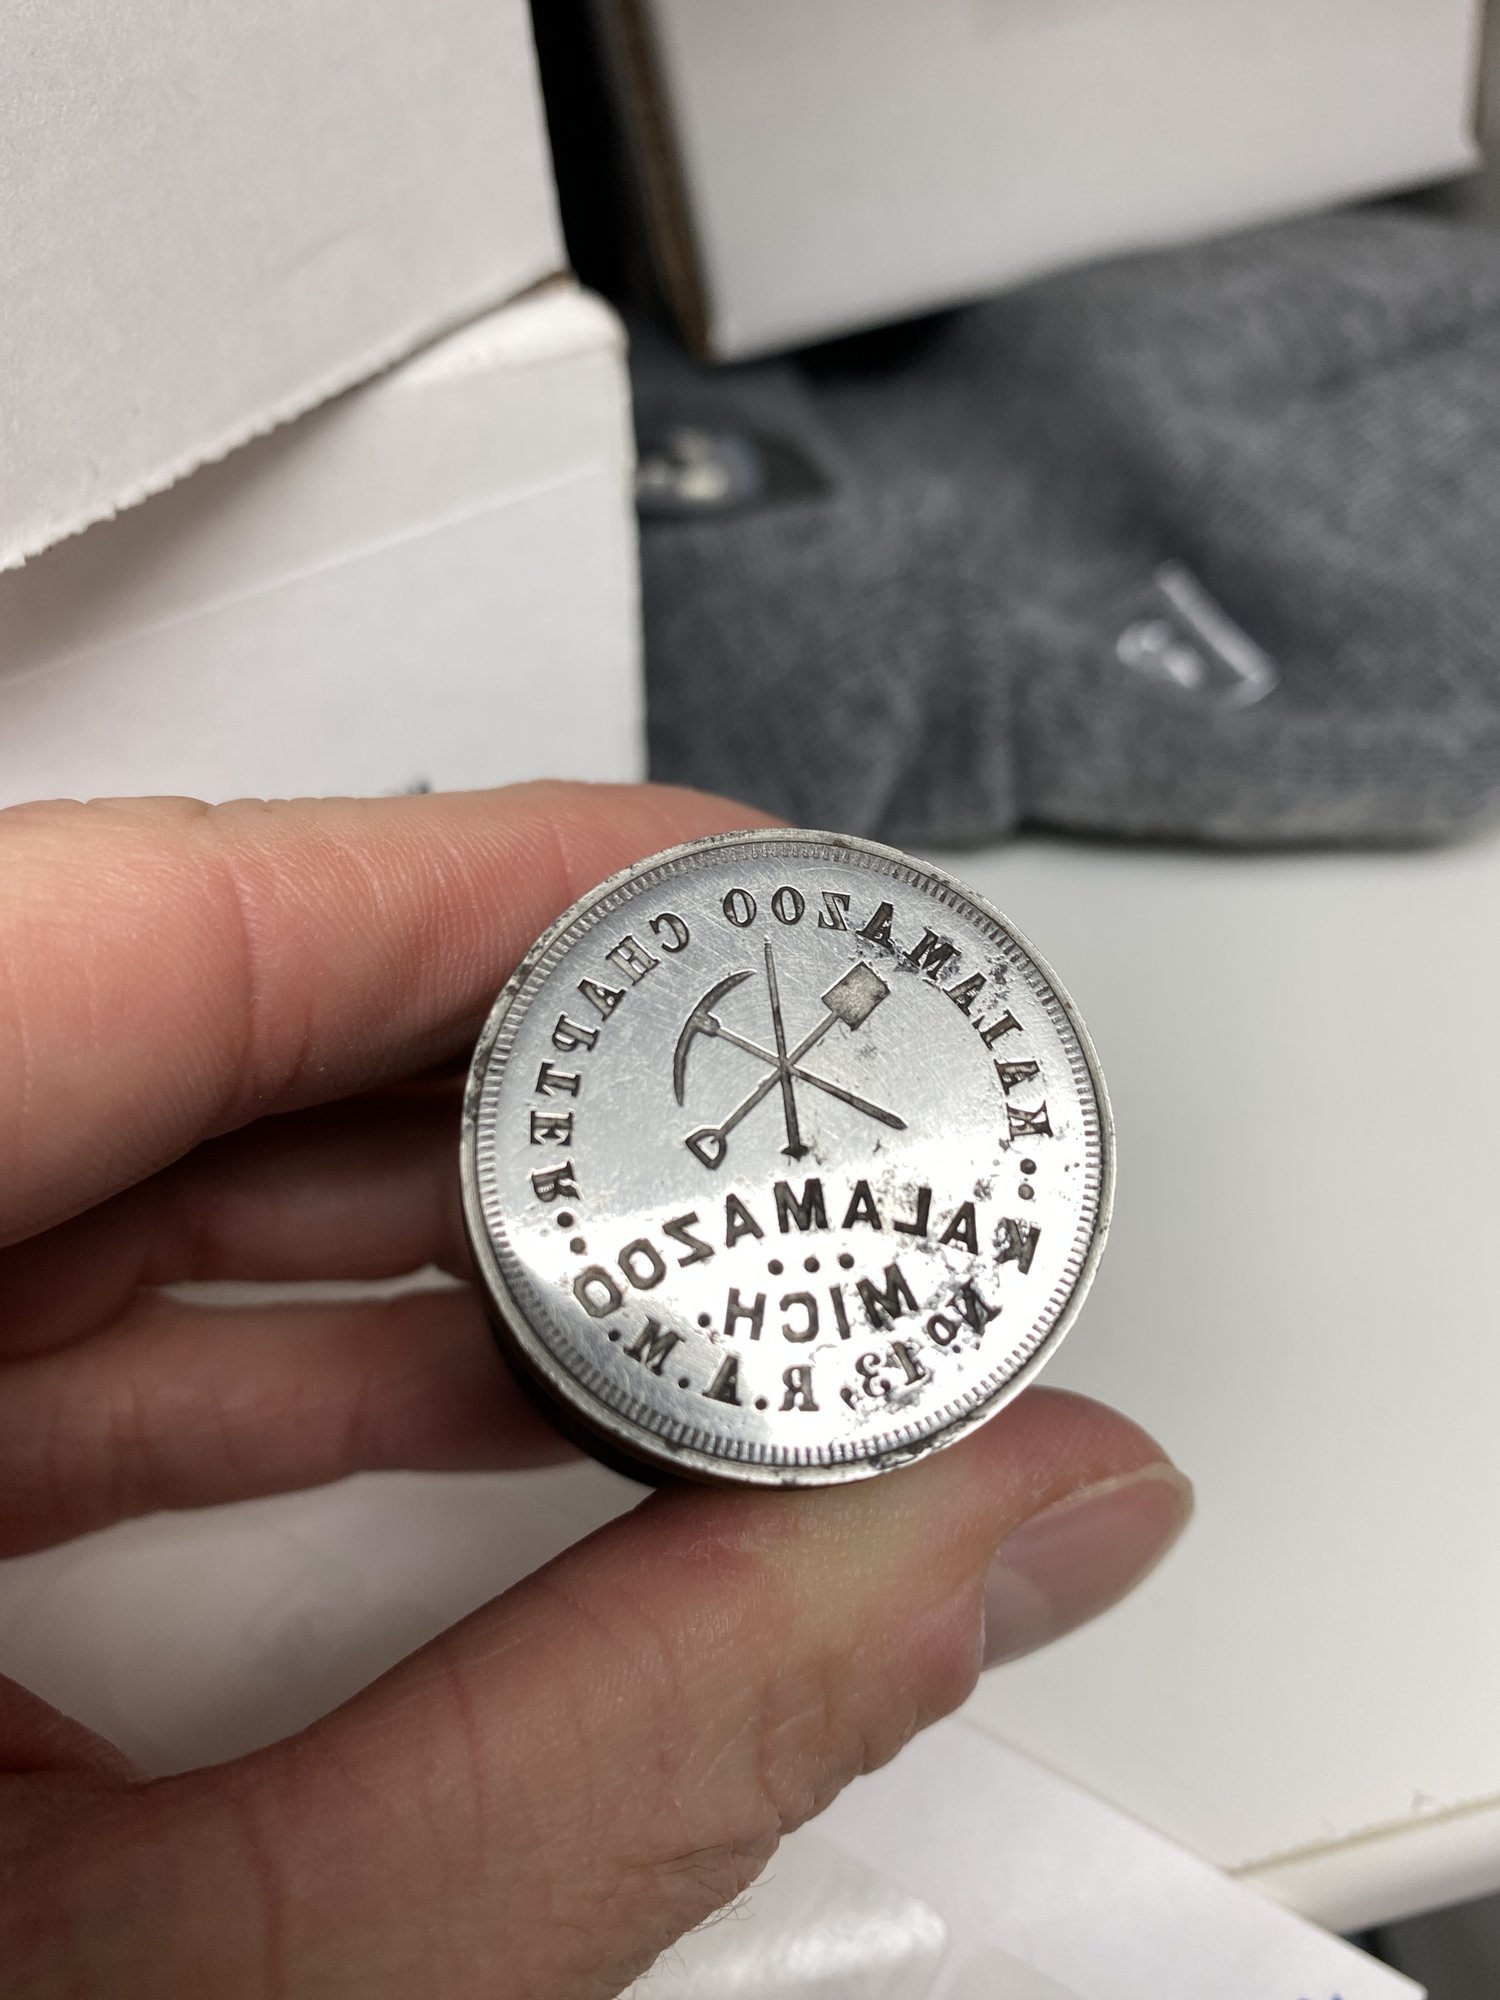 KALAMAZOO CHAPTER
KALAMAZOO
MICH.
No. 13, R.A.M.